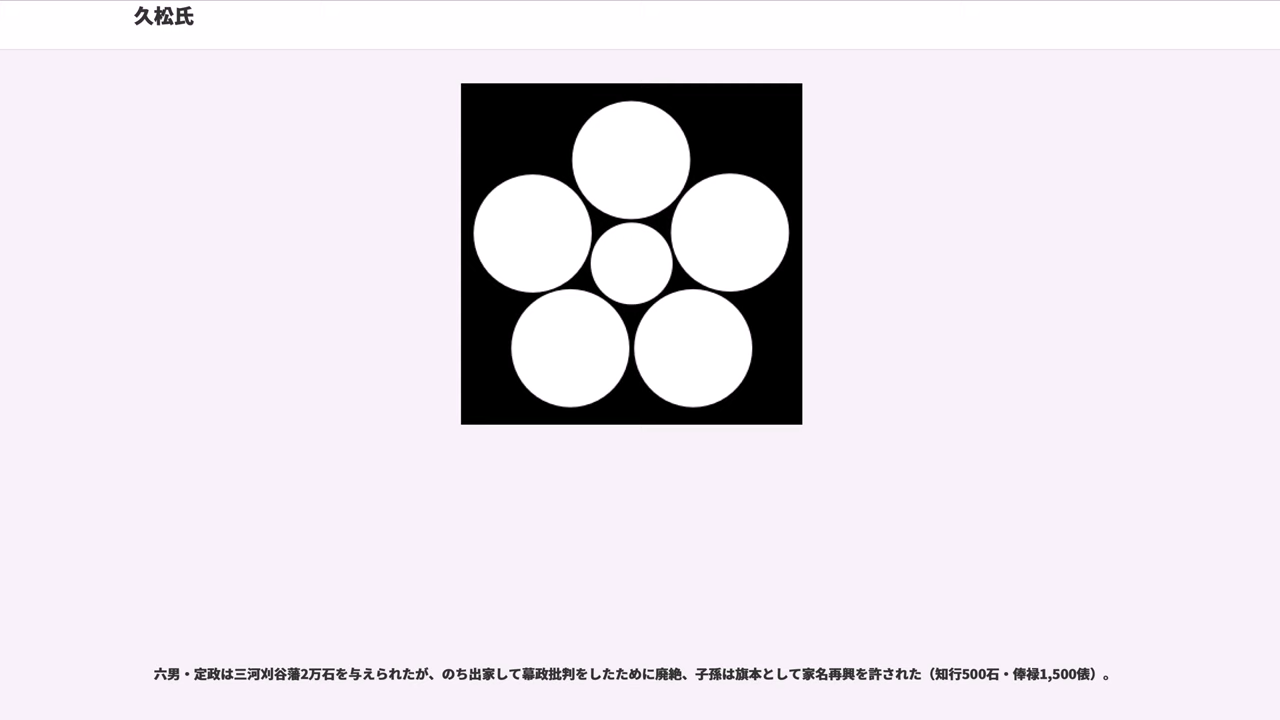 久松氏
六男・定政は三河刈谷藩2万石を与えられたが、のち出家して幕政批判をしたために廃絶、子孫は旗本として家名再興を許された（知行500石・俸禄1,500俵）。